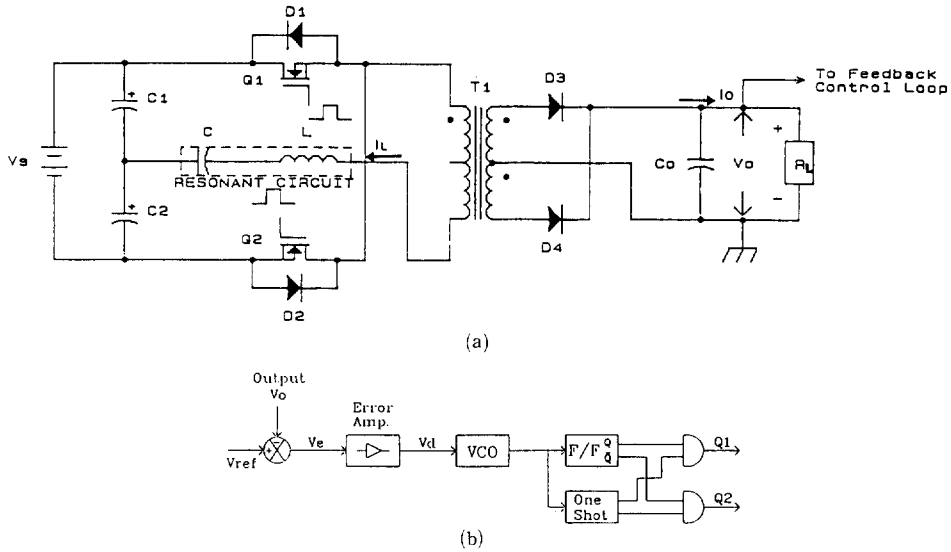 D1
Q1
T1
D3
To Feedback
Control Loop
Io
C1
C
L
IL
Vs
RESONANT CIRCUIT
Co
Vo
+
-
RL
C2
Q2
D4
D2
(a)
Output
Vo
Error
Amp.
Vref
+
-
Ve
Vd
VCO
F/F Q
Q̄
One
Shot
Q1
Q2
(b)